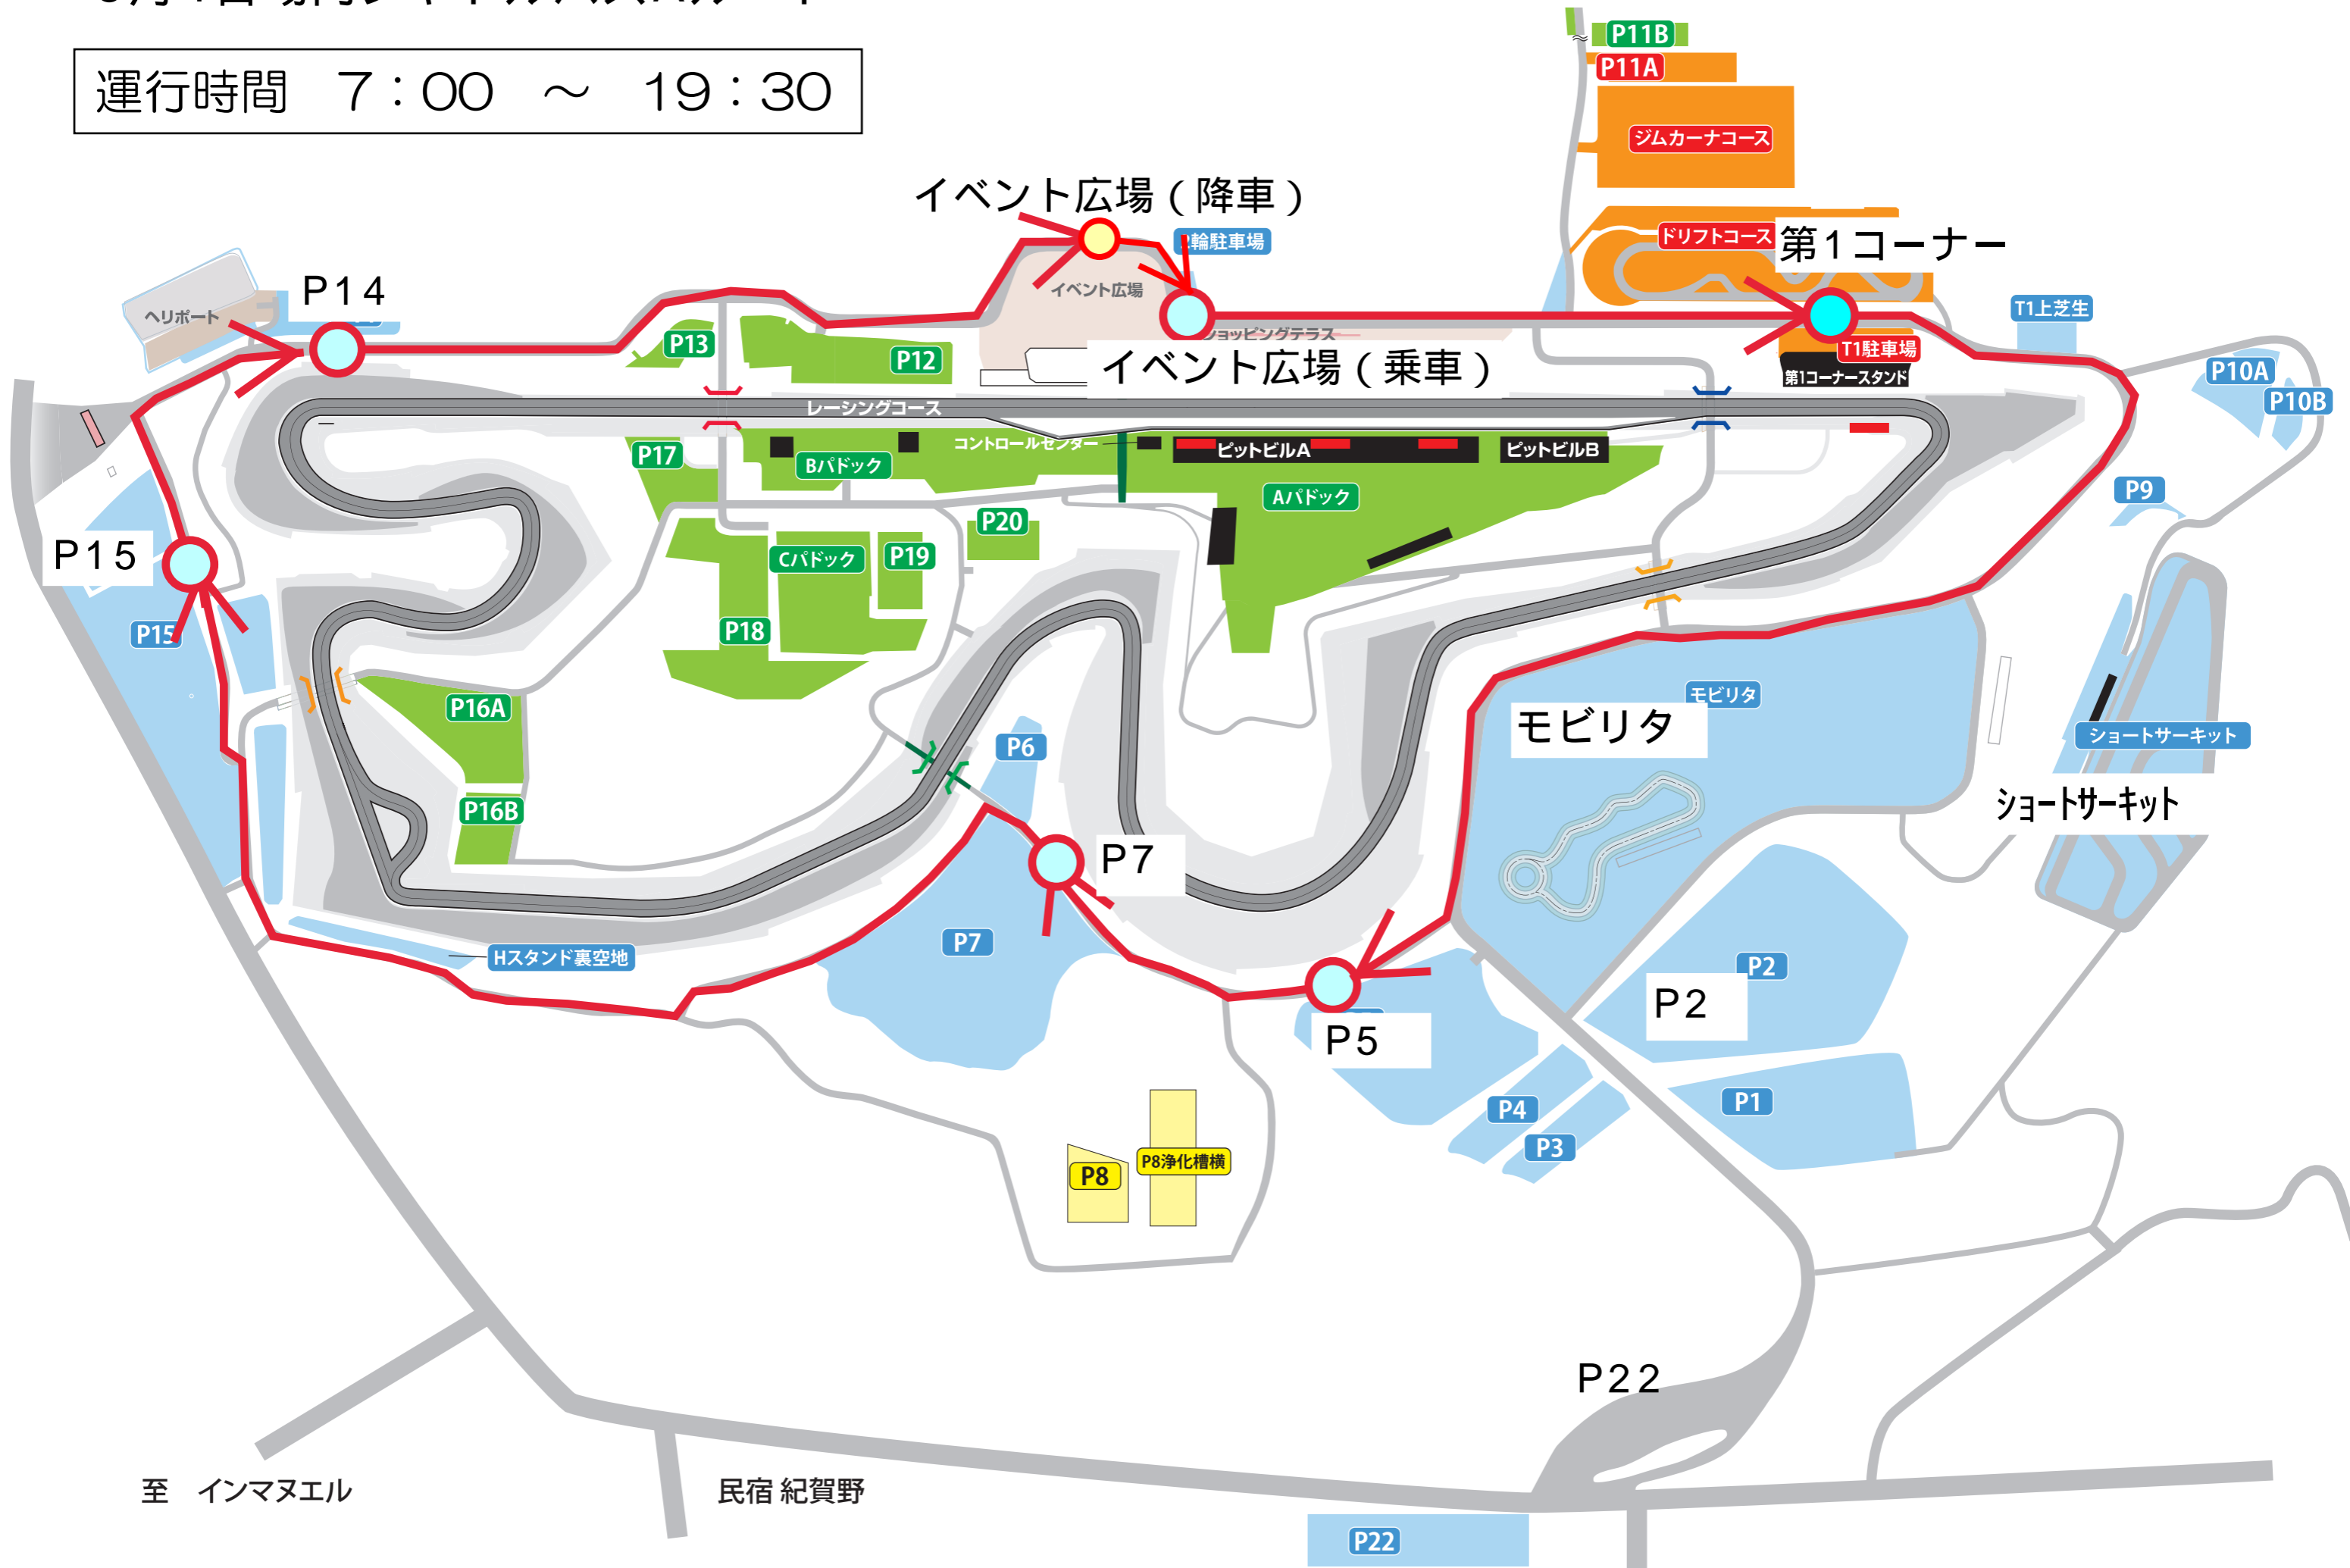 運行時間　7：00　～　19：30
P11B
P11A
ジムカーナコース
イベント広場（降車）
2輪駐車場
ドリフトコース
第1コーナー
P14
ヘリポート
イベント広場
T1上芝生
ショッピングテラス
P13
P12
イベント広場（乗車）
T1駐車場
第1コーナースタンド
P10A
P10B
レーシングコース
コントロールセンター
ピットビルA
ピットビルB
P17
Bパドック
Aパドック
P9
P20
P15
Cパドック
P19
P15
P18
P16A
モビリタ
モビリタ
ショートサーキット
P6
P16B
ショートサーキット
P7
P7
Hスタンド裏空地
P2
P2
P5
P4
P1
P3
P8
P8浄化槽横
P22
至　インマヌエル
民宿 紀賀野
P22